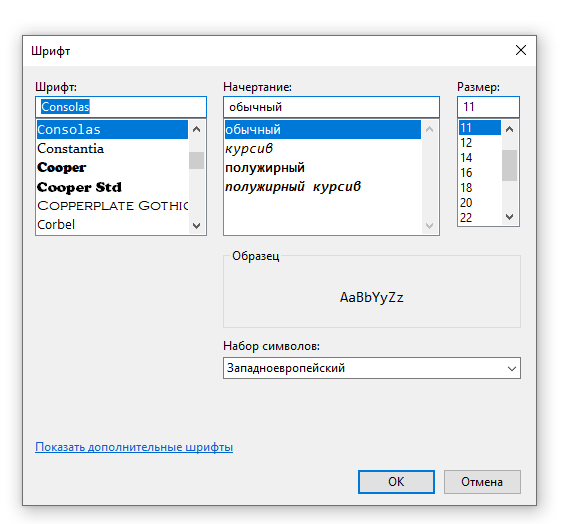 Шрифт
Шрифт:
Consolas
Consolas
Constantia
Cooper
Cooper Std
COPPERPLATE GOTHIC
Corbel
Начертание:
обычный
обычный
курсив
полужирный
полужирный курсив
Размер:
11
11
12
14
16
18
20
22
Образец
AaBbYyZz
Набор символов:
Западноевропейский
Показать дополнительные шрифты
ОК
Отмена